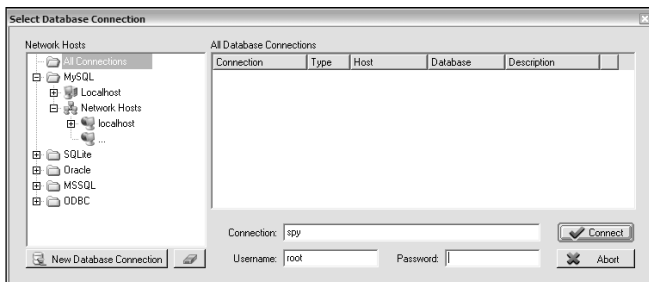 Select Database Connection
Network Hosts
All Connections
MySQL
Localhost
Network Hosts
localhost
...
SQLite
Oracle
MSSQL
ODBC
New Database Connection
All Database Connections
Connection Type Host Database Description
Connection: spy
Connect
Username: root Password:
Abort